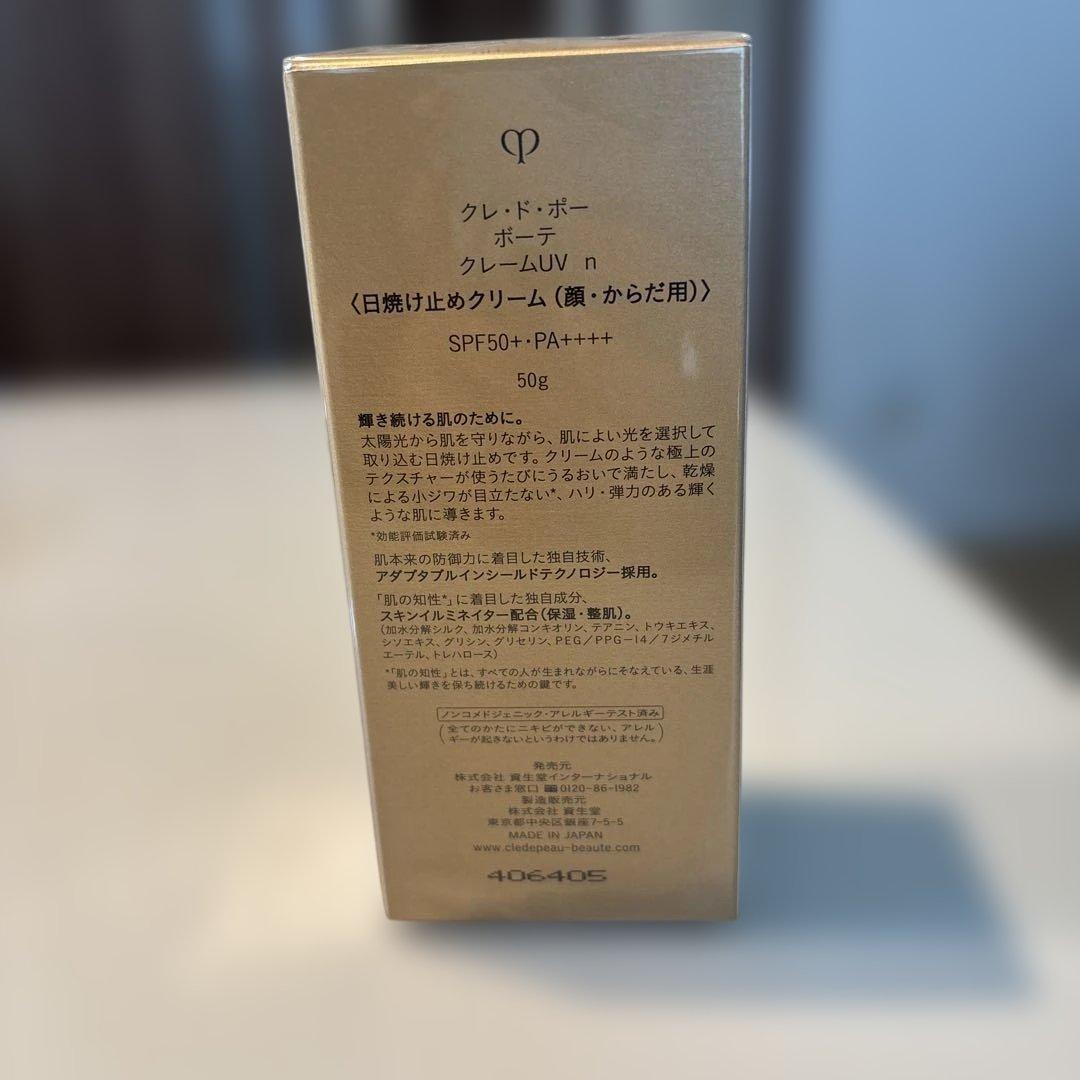 クレ・ド・ポー
ボーテ
クレームUV n
〈日焼け止めクリーム（顔・からだ用）〉
SPF50+・PA++++
50g
輝き続ける肌のために。
太陽光から肌を守りながら、肌によい光を選択して
取り込む日焼け止めです。クリームのような極上の
テクスチャーが使うたびにうるおいで満たし、乾燥
による小ジワが目立たない*、ハリ・弾力のある輝く
ような肌に導きます。
*効能評価試験済み
肌本来の防御力に着目した独自技術、
アダプタブルインシールドテクノロジー採用。
「肌の知性*」に着目した独自成分、
スキンイルミネイター配合（保湿・整肌）。
（加水分解シルク、加水分解コンキオリン、テアニン、トウキエキス、
シソエキス、グリシン、グリセリン、PEG／PPG－14／7ジメチル
エーテル、トレハロース）
*「肌の知性」とは、すべての人が生まれながらにそなえている、生涯
美しい輝きを保ち続けるための鍵です。
ノンコメドジェニック・アレルギーテスト済み
（全てのかたにニキビができない、アレル
ギーが起きないというわけではありません。）
発売元
株式会社 資生堂インターナショナル
お客さま窓口 0120-86-1982
製造販売元
株式会社 資生堂
東京都中央区銀座7-5-5
MADE IN JAPAN
www.cledepeau-beaute.com
406405